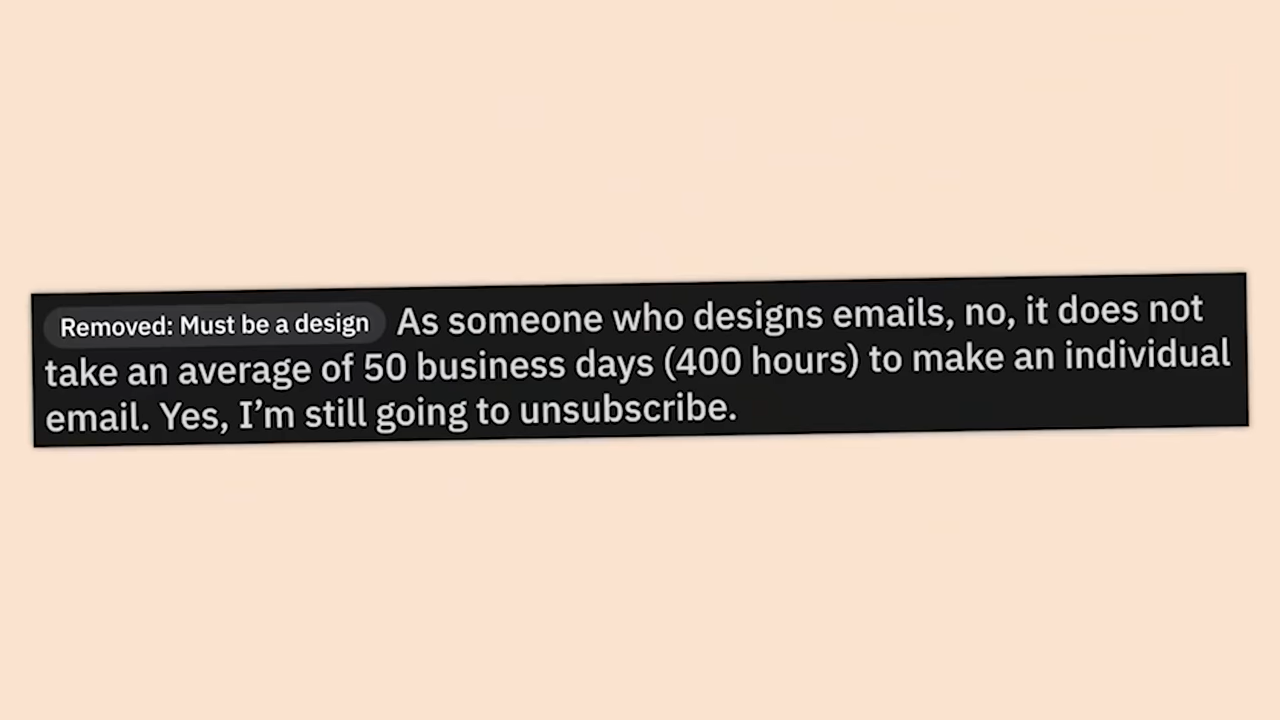 Removed: Must be a design As someone who designs emails, no, it does not
take an average of 50 business days (400 hours) to make an individual
email. Yes, I’m still going to unsubscribe.